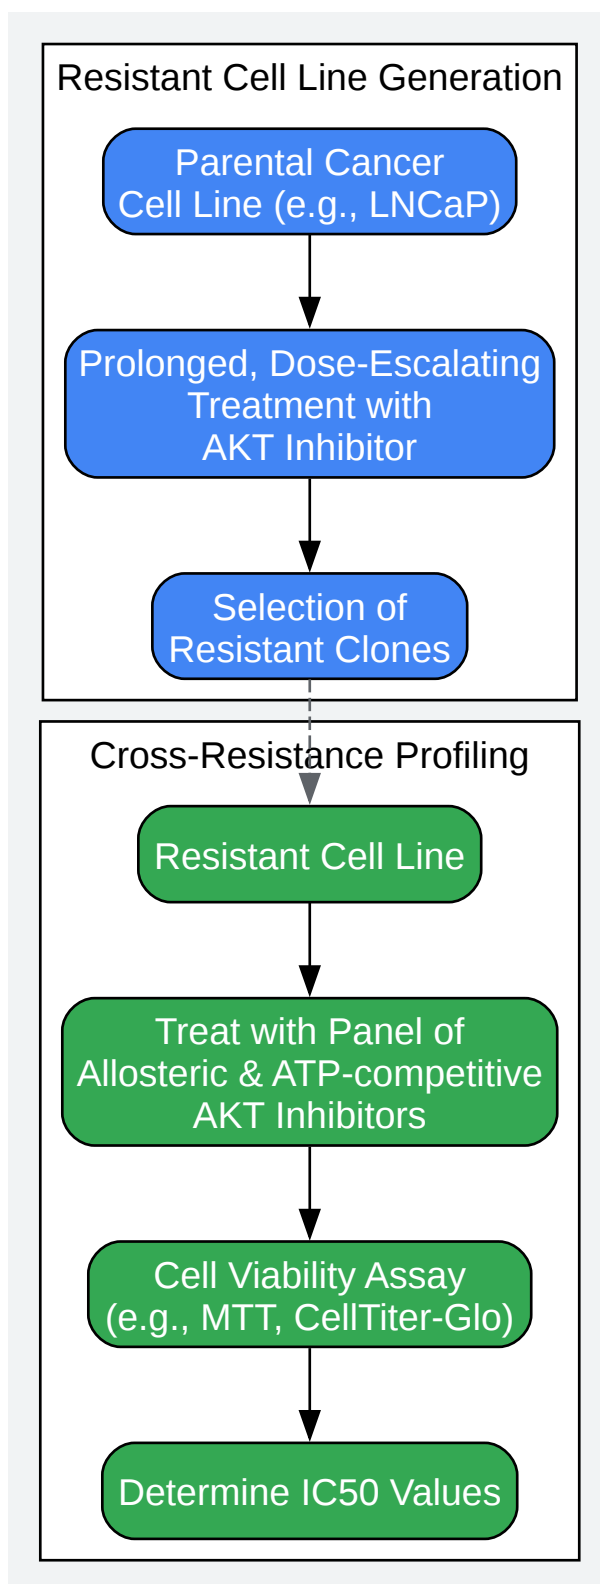 Resistant Cell Line Generation
Parental Cancer
Cell Line (e.g., LNCaP)
Prolonged, Dose-Escalating
Treatment with
AKT Inhibitor
Selection of
Resistant Clones
Cross-Resistance Profiling
Resistant Cell Line
Treat with Panel of
Allosteric & ATP-competitive
AKT Inhibitors
Cell Viability Assay
(e.g., MTT, CellTiter-Glo)
Determine IC50 Values